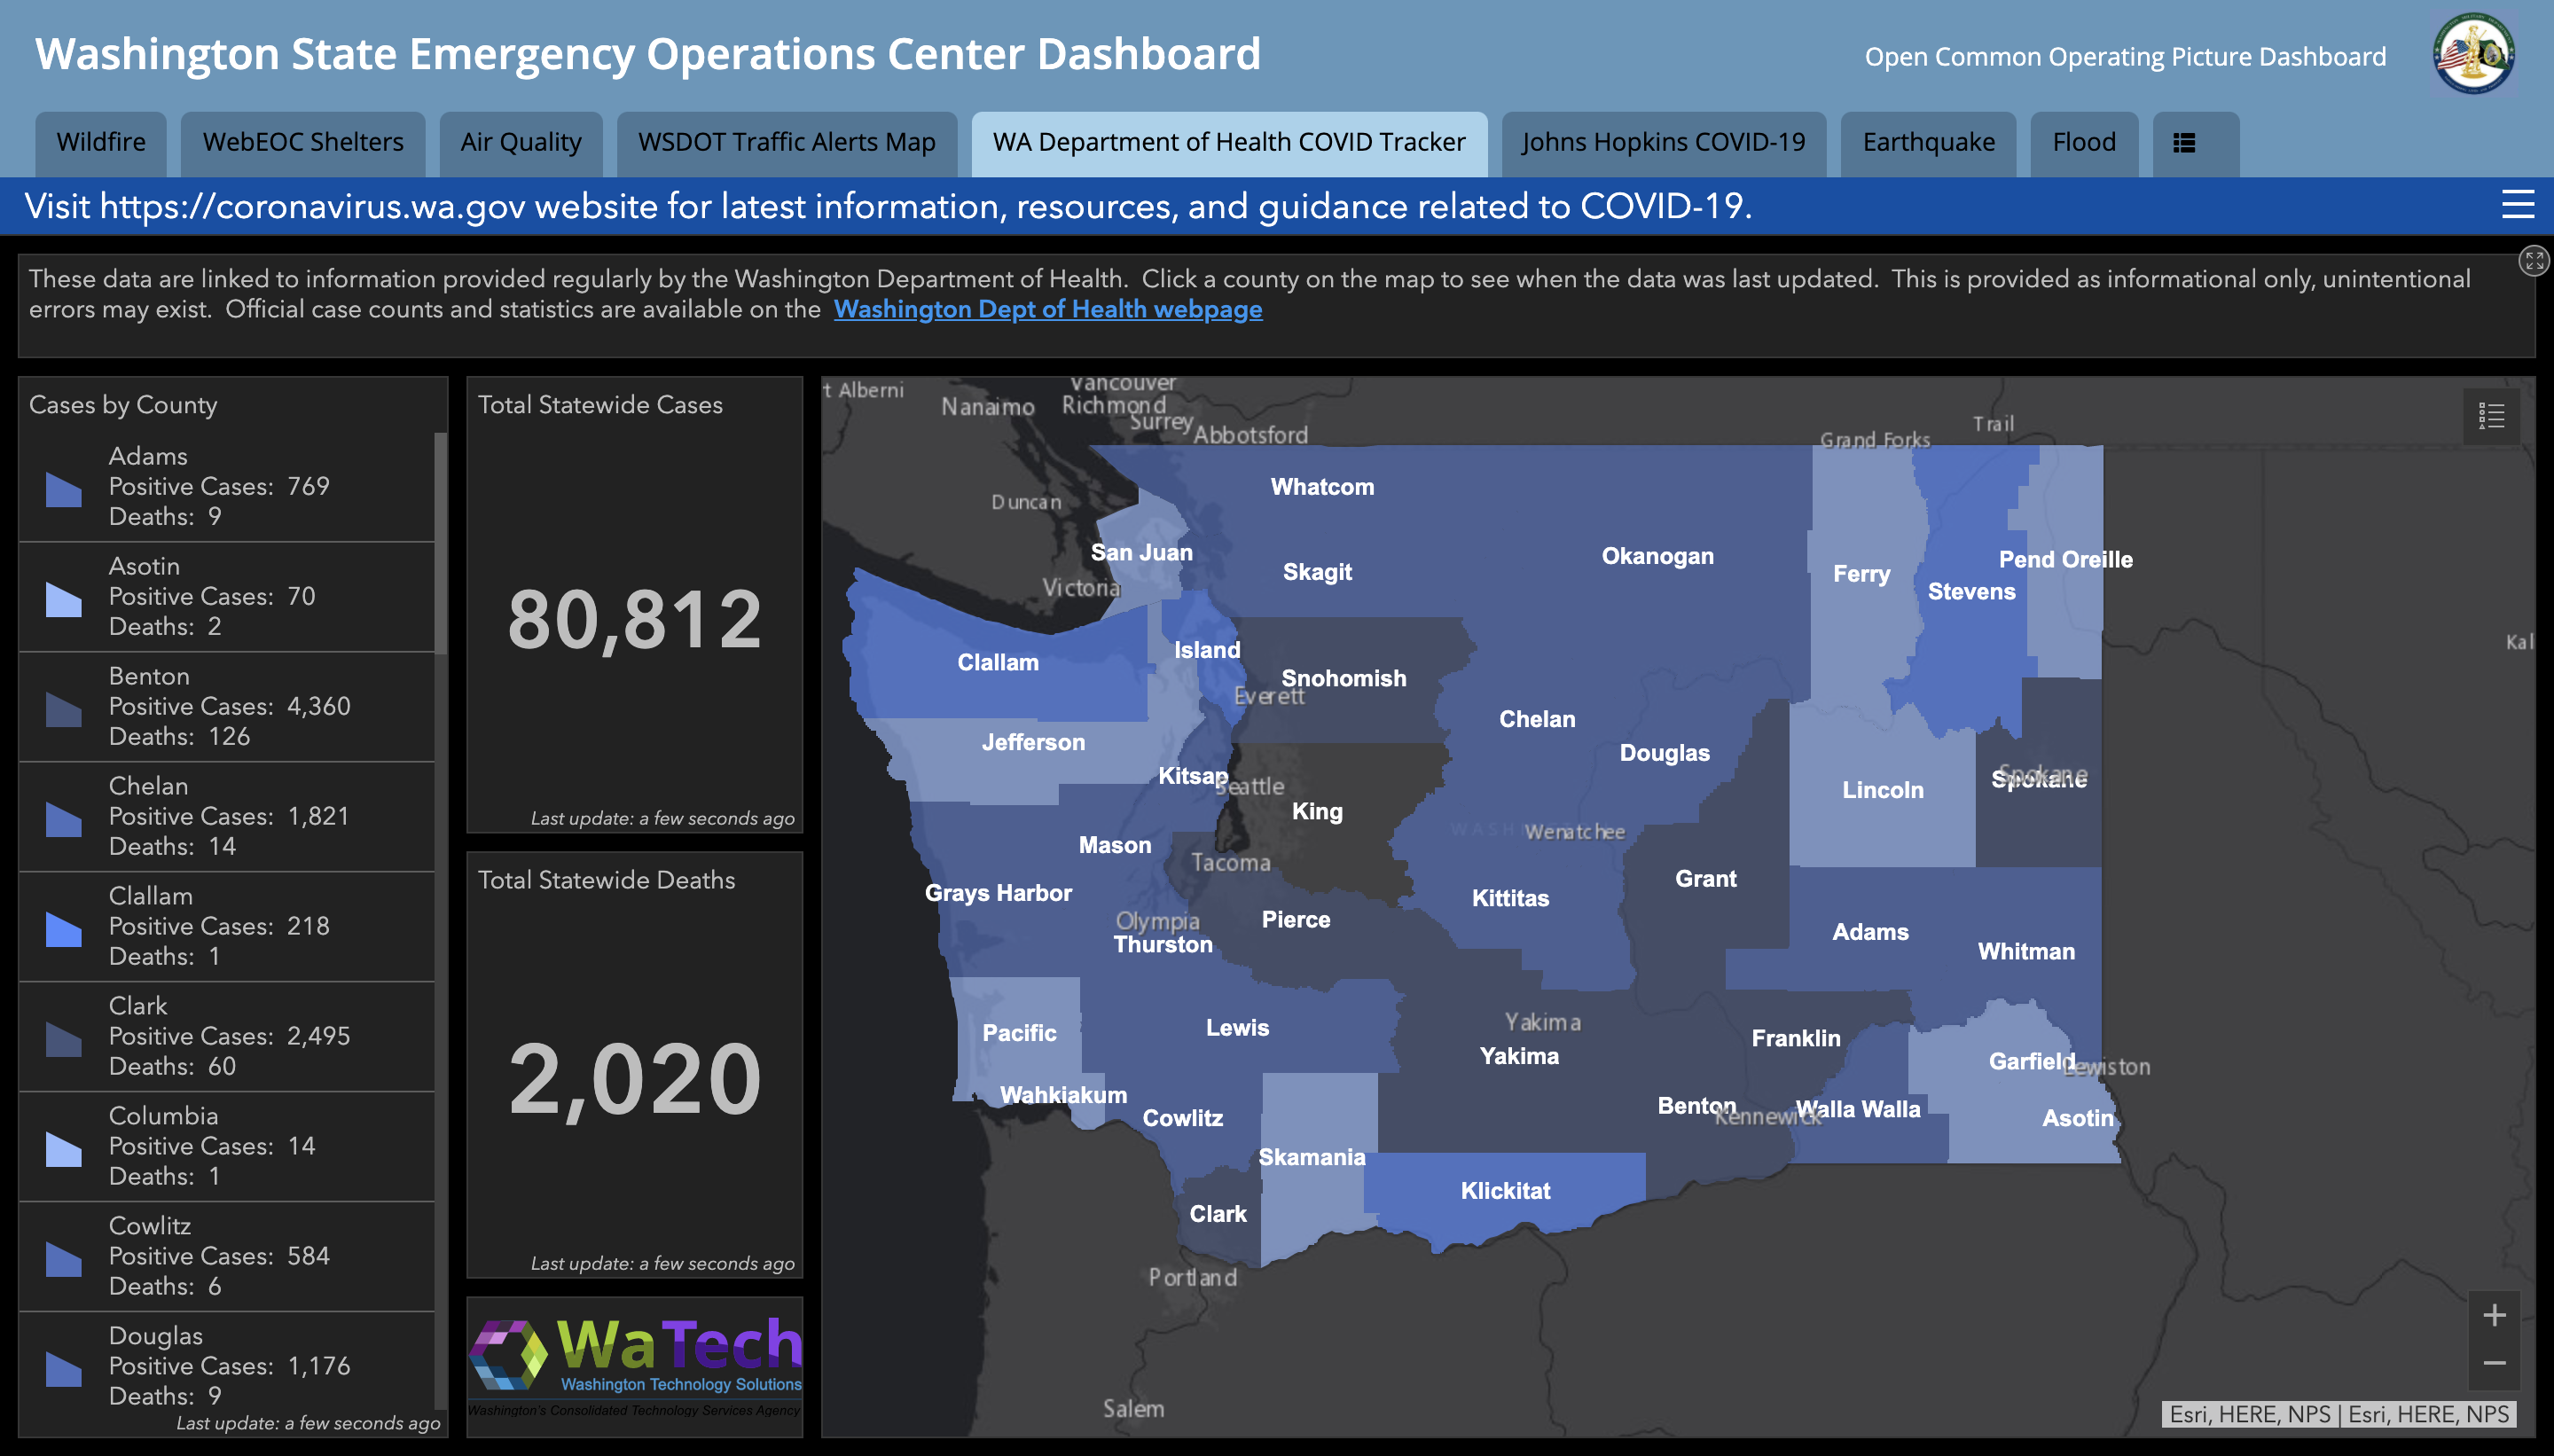 Washington State Emergency Operations Center Dashboard
Open Common Operating Picture Dashboard
Wildfire
WebEOC Shelters
Air Quality
WSDOT Traffic Alerts Map
WA Department of Health COVID Tracker
Johns Hopkins COVID-19
Earthquake
Flood
Visit https://coronavirus.wa.gov website for latest information, resources, and guidance related to COVID-19.
These data are linked to information provided regularly by the Washington Department of Health.  Click a county on the map to see when the data was last updated.  This is provided as informational only, unintentional
errors may exist.  Official case counts and statistics are available on the  Washington Dept of Health webpage
Cases by County
Adams
Positive Cases:  769
Deaths:  9
Asotin
Positive Cases:  70
Deaths:  2
Benton
Positive Cases:  4,360
Deaths:  126
Chelan
Positive Cases:  1,821
Deaths:  14
Clallam
Positive Cases:  218
Deaths:  1
Clark
Positive Cases:  2,495
Deaths:  60
Columbia
Positive Cases:  14
Deaths:  1
Cowlitz
Positive Cases:  584
Deaths:  6
Douglas
Positive Cases:  1,176
Deaths:  9
Last update: a few seconds ago
Total Statewide Cases
80,812
Last update: a few seconds ago
Total Statewide Deaths
2,020
Last update: a few seconds ago
WaTech
Washington Technology Solutions
Washington's Consolidated Technology Services Agency
t Alberni
Nanaimo
Vancouver
Richmond
Surrey
Abbotsford
Grand Forks
Trail
Duncan
Victoria
Kal
Whatcom
San Juan
Skagit
Okanogan
Ferry
Stevens
Pend Oreille
Clallam
Island
Snohomish
Everett
Chelan
Jefferson
Douglas
Kitsap
Seattle
King
Lincoln
Spokane
Spokane
WASHINGTON
Wenatchee
Mason
Tacoma
Grays Harbor
Pierce
Kittitas
Grant
Olympia
Thurston
Adams
Whitman
Pacific
Lewis
Yakima
Yakima
Franklin
Garfield
Lewiston
Wahkiakum
Cowlitz
Benton
Kennewick
Walla Walla
Asotin
Skamania
Klickitat
Clark
Portland
Salem
Esri, HERE, NPS | Esri, HERE, NPS